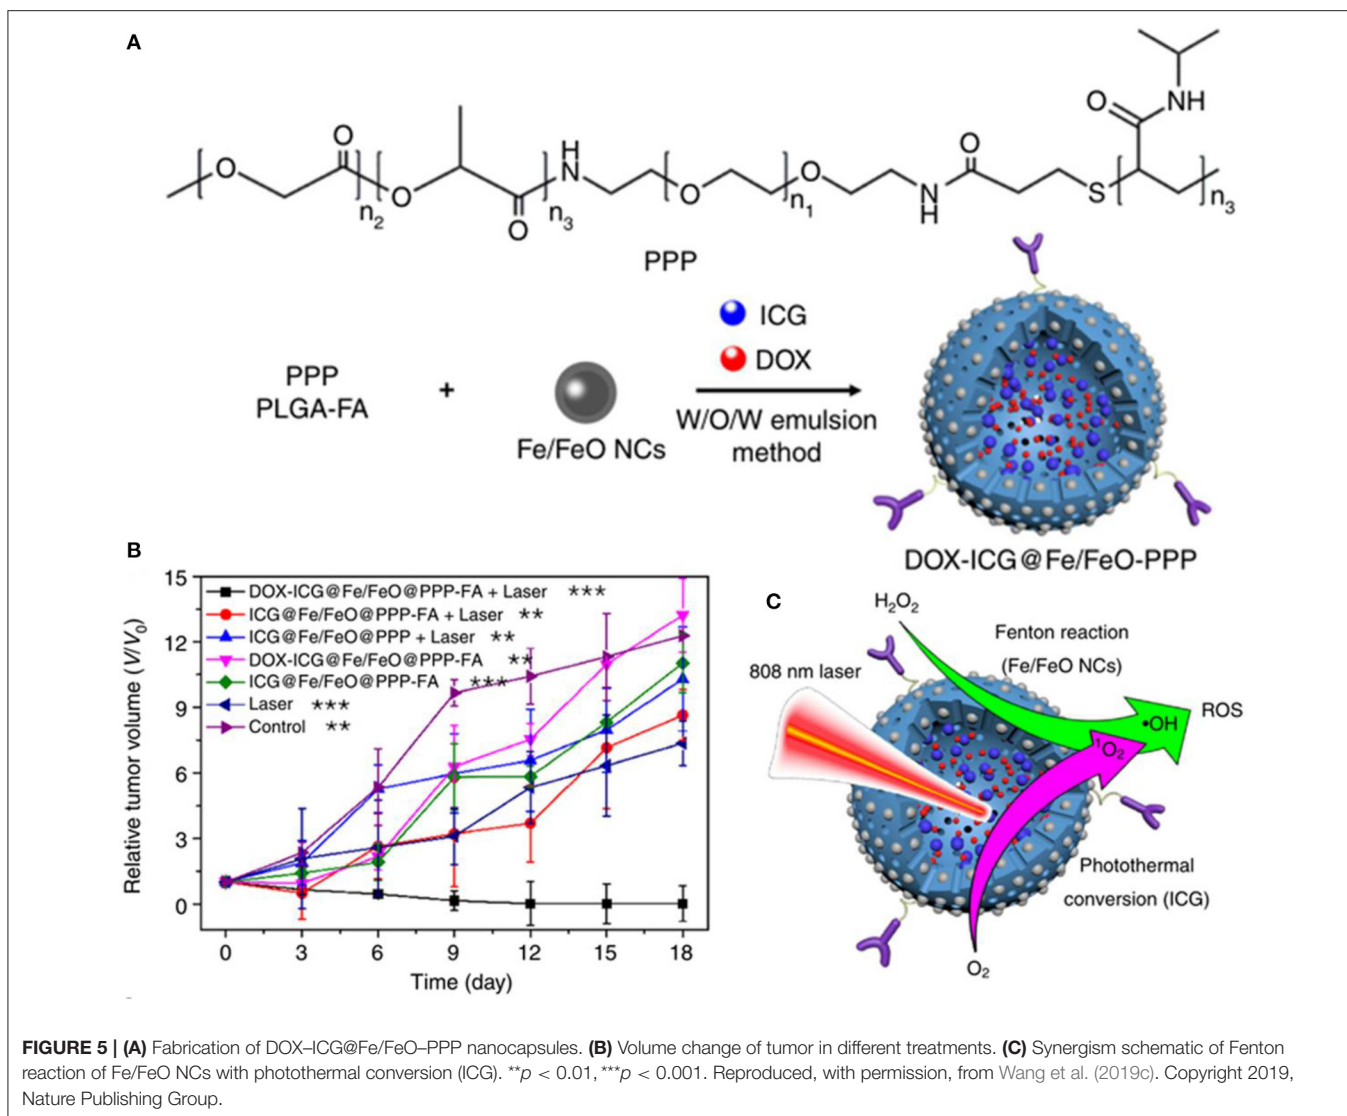 A
O
O
O
O
n2
n3
H
N
O
n1
O
N
H
O
S
O
NH
n3
PPP
ICG
DOX
PPP
PLGA-FA
+
Fe/FeO NCs
W/O/W emulsion
method
DOX-ICG@Fe/FeO-PPP
B
Relative tumor volume (V/V0)
15
12
9
6
3
0
DOX-ICG@Fe/FeO@PPP-FA + Laser ***
ICG@Fe/FeO@PPP-FA + Laser **
ICG@Fe/FeO@PPP + Laser **
DOX-ICG@Fe/FeO@PPP-FA **
ICG@Fe/FeO@PPP-FA ***
Laser ***
Control **
0 3 6 9 12 15 18
Time (day)
C
H2O2
Fenton reaction
(Fe/FeO NCs)
808 nm laser
•OH
ROS
1O2
Photothermal
conversion (ICG)
O2
FIGURE 5 | (A) Fabrication of DOX–ICG@Fe/FeO–PPP nanocapsules. (B) Volume change of tumor in different treatments. (C) Synergism schematic of Fenton
reaction of Fe/FeO NCs with photothermal conversion (ICG). **p < 0.01, ***p < 0.001. Reproduced, with permission, from Wang et al. (2019c). Copyright 2019,
Nature Publishing Group.